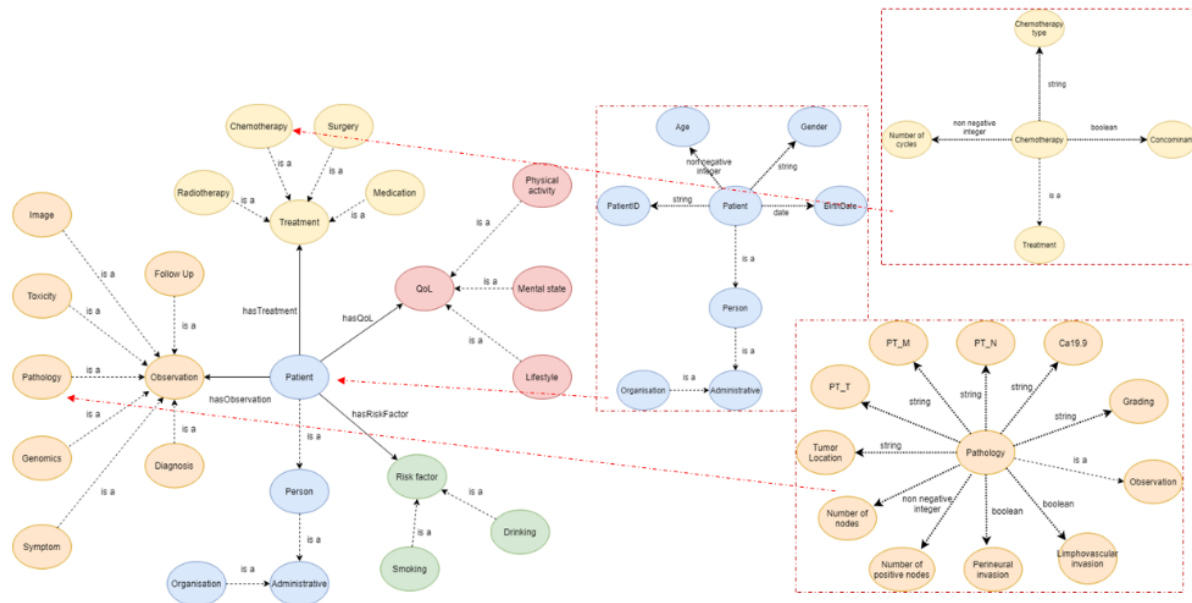 Chemotherapy
Surgery
is a
is a
Radiotherapy
is a
Medication
is a
Treatment
Image
is a
Follow Up
Toxicity
is a
is a
Pathology
is a
Observation
hasObservation
is a
Genomics
is a
Diagnosis
is a
Symptom
hasTreatment
hasQoL
Patient
hasRiskFactor
is a
Person
is a
Organisation
is a
Administrative
Physical
activity
is a
QoL
is a
Mental state
is a
Lifestyle
Risk factor
is a
is a
Drinking
Smoking
Age
Gender
non negative
integer
string
PatientID
string
Patient
date
BirthDate
is a
Person
is a
Organisation
is a
Administrative
Chemotherapy
type
string
Number of
cycles
non negative
integer
Chemotherapy
boolean
Concominant
is a
Treatment
PT_M
PT_N
Ca19.9
PT_T
string
string
string
string
Grading
Tumor
Location
string
Pathology
is a
Observation
Number of
nodes
non negative
integer
boolean
boolean
Number of
positive nodes
Perineural
invasion
Limphovascular
invasion